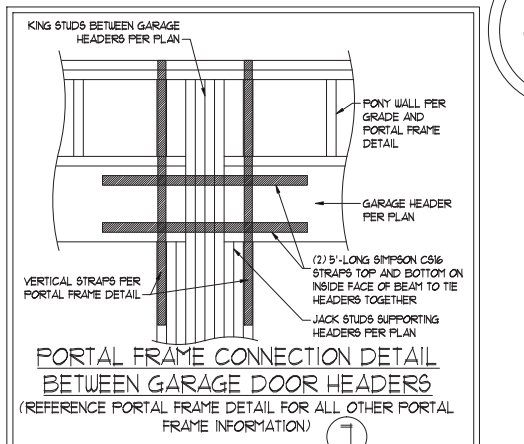 KING STUDS BETWEEN GARAGE
HEADERS PER PLAN
PONY WALL PER
GRADE AND
PORTAL FRAME
DETAIL
GARAGE HEADER
PER PLAN
(2) 5'-LONG SIMPSON CS16
STRAPS TOP AND BOTTOM ON
INSIDE FACE OF BEAM TO TIE
HEADERS TOGETHER
VERTICAL STRAPS PER
PORTAL FRAME DETAIL
JACK STUDS SUPPORTING
HEADERS PER PLAN
PORTAL FRAME CONNECTION DETAIL
BETWEEN GARAGE DOOR HEADERS
(REFERENCE PORTAL FRAME DETAIL FOR ALL OTHER PORTAL
FRAME INFORMATION)